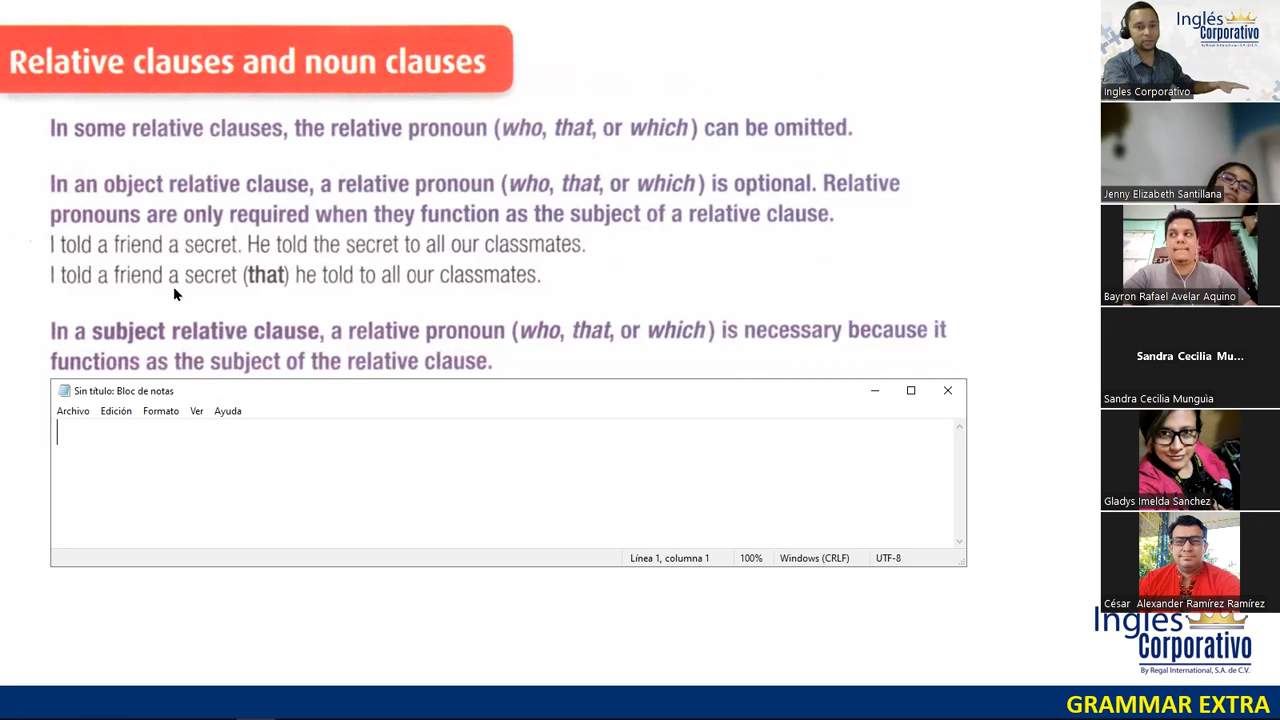 Relative clauses and noun clauses
In some relative clauses, the relative pronoun (who, that, or which) can be omitted.
In an object relative clause, a relative pronoun (who, that, or which) is optional. Relative
pronouns are only required when they function as the subject of a relative clause.
I told a friend a secret. He told the secret to all our classmates.
I told a friend a secret (that) he told to all our classmates.
In a subject relative clause, a relative pronoun (who, that, or which) is necessary because it
functions as the subject of the relative clause.
Sin título: Bloc de notas
Archivo Edición Formato Ver Ayuda
Línea 1, columna 1 100% Windows (CRLF) UTF-8
Inglés
Corporativo
By Regal International, S.A. de C.V.
Ingles Corporativo
Jenny Elizabeth Santillana
Bayron Rafael Avelar Aquino
Sandra Cecilia Mu...
Sandra Cecilia Munguia
Gladys Imelda Sanchez
César Alexander Ramírez Ramírez
Inglés
Corporativo
By Regal International, S.A. de C.V.
GRAMMAR EXTRA